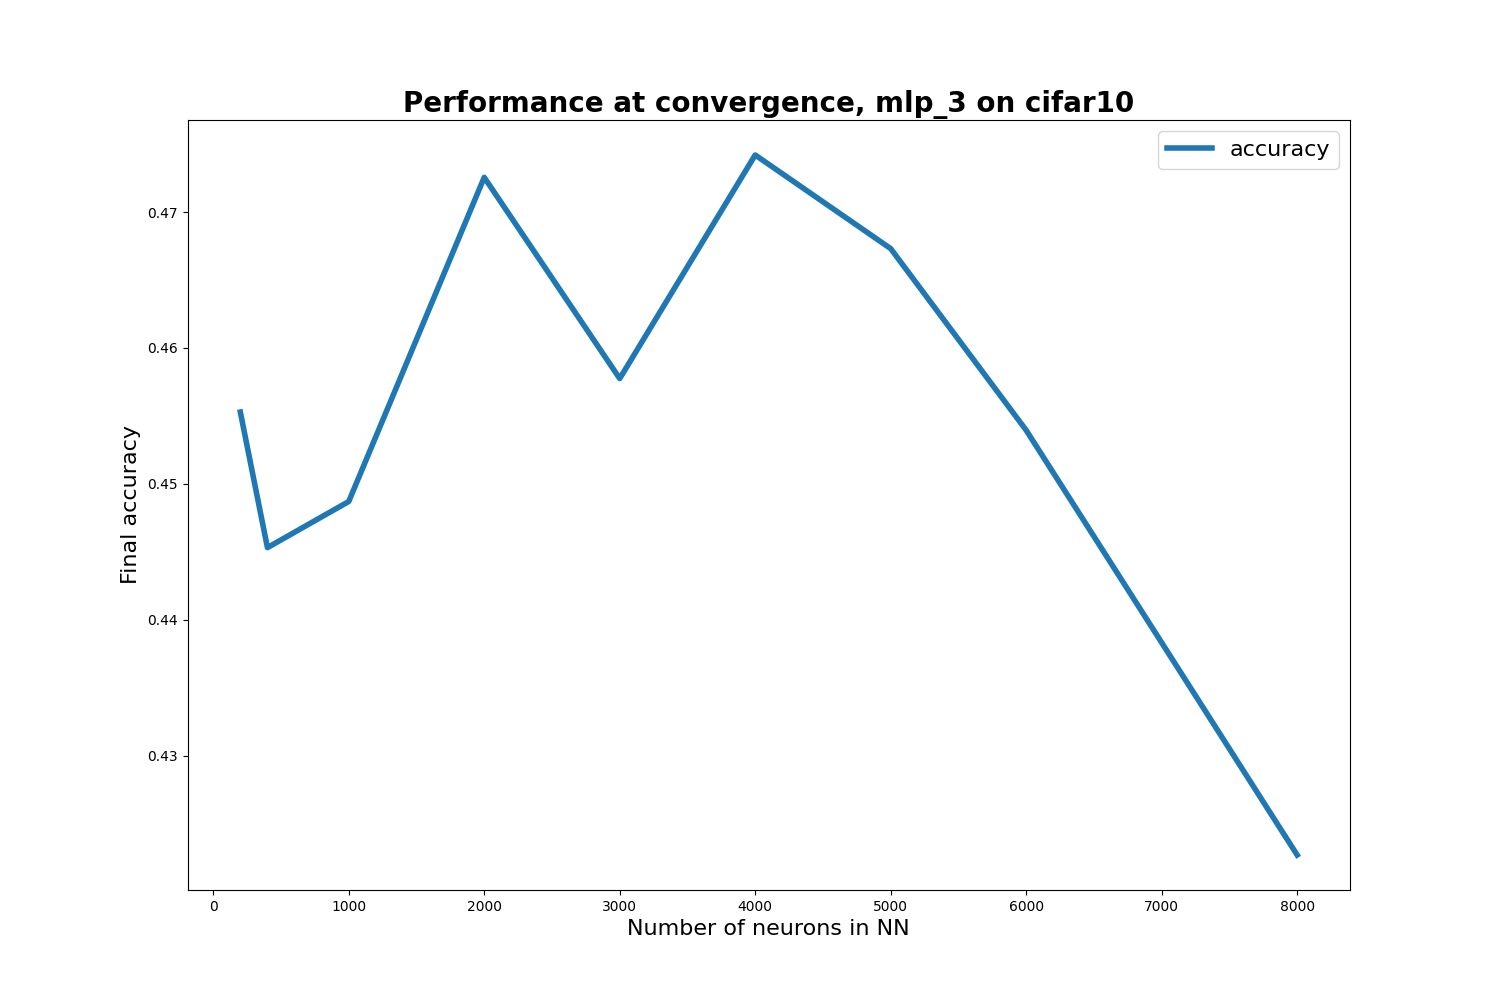 Performance at convergence, mlp_3 on cifar10
accuracy
0.47
0.46
0.45
0.44
0.43
Final accuracy
0 1000 2000 3000 4000 5000 6000 7000 8000
Number of neurons in NN